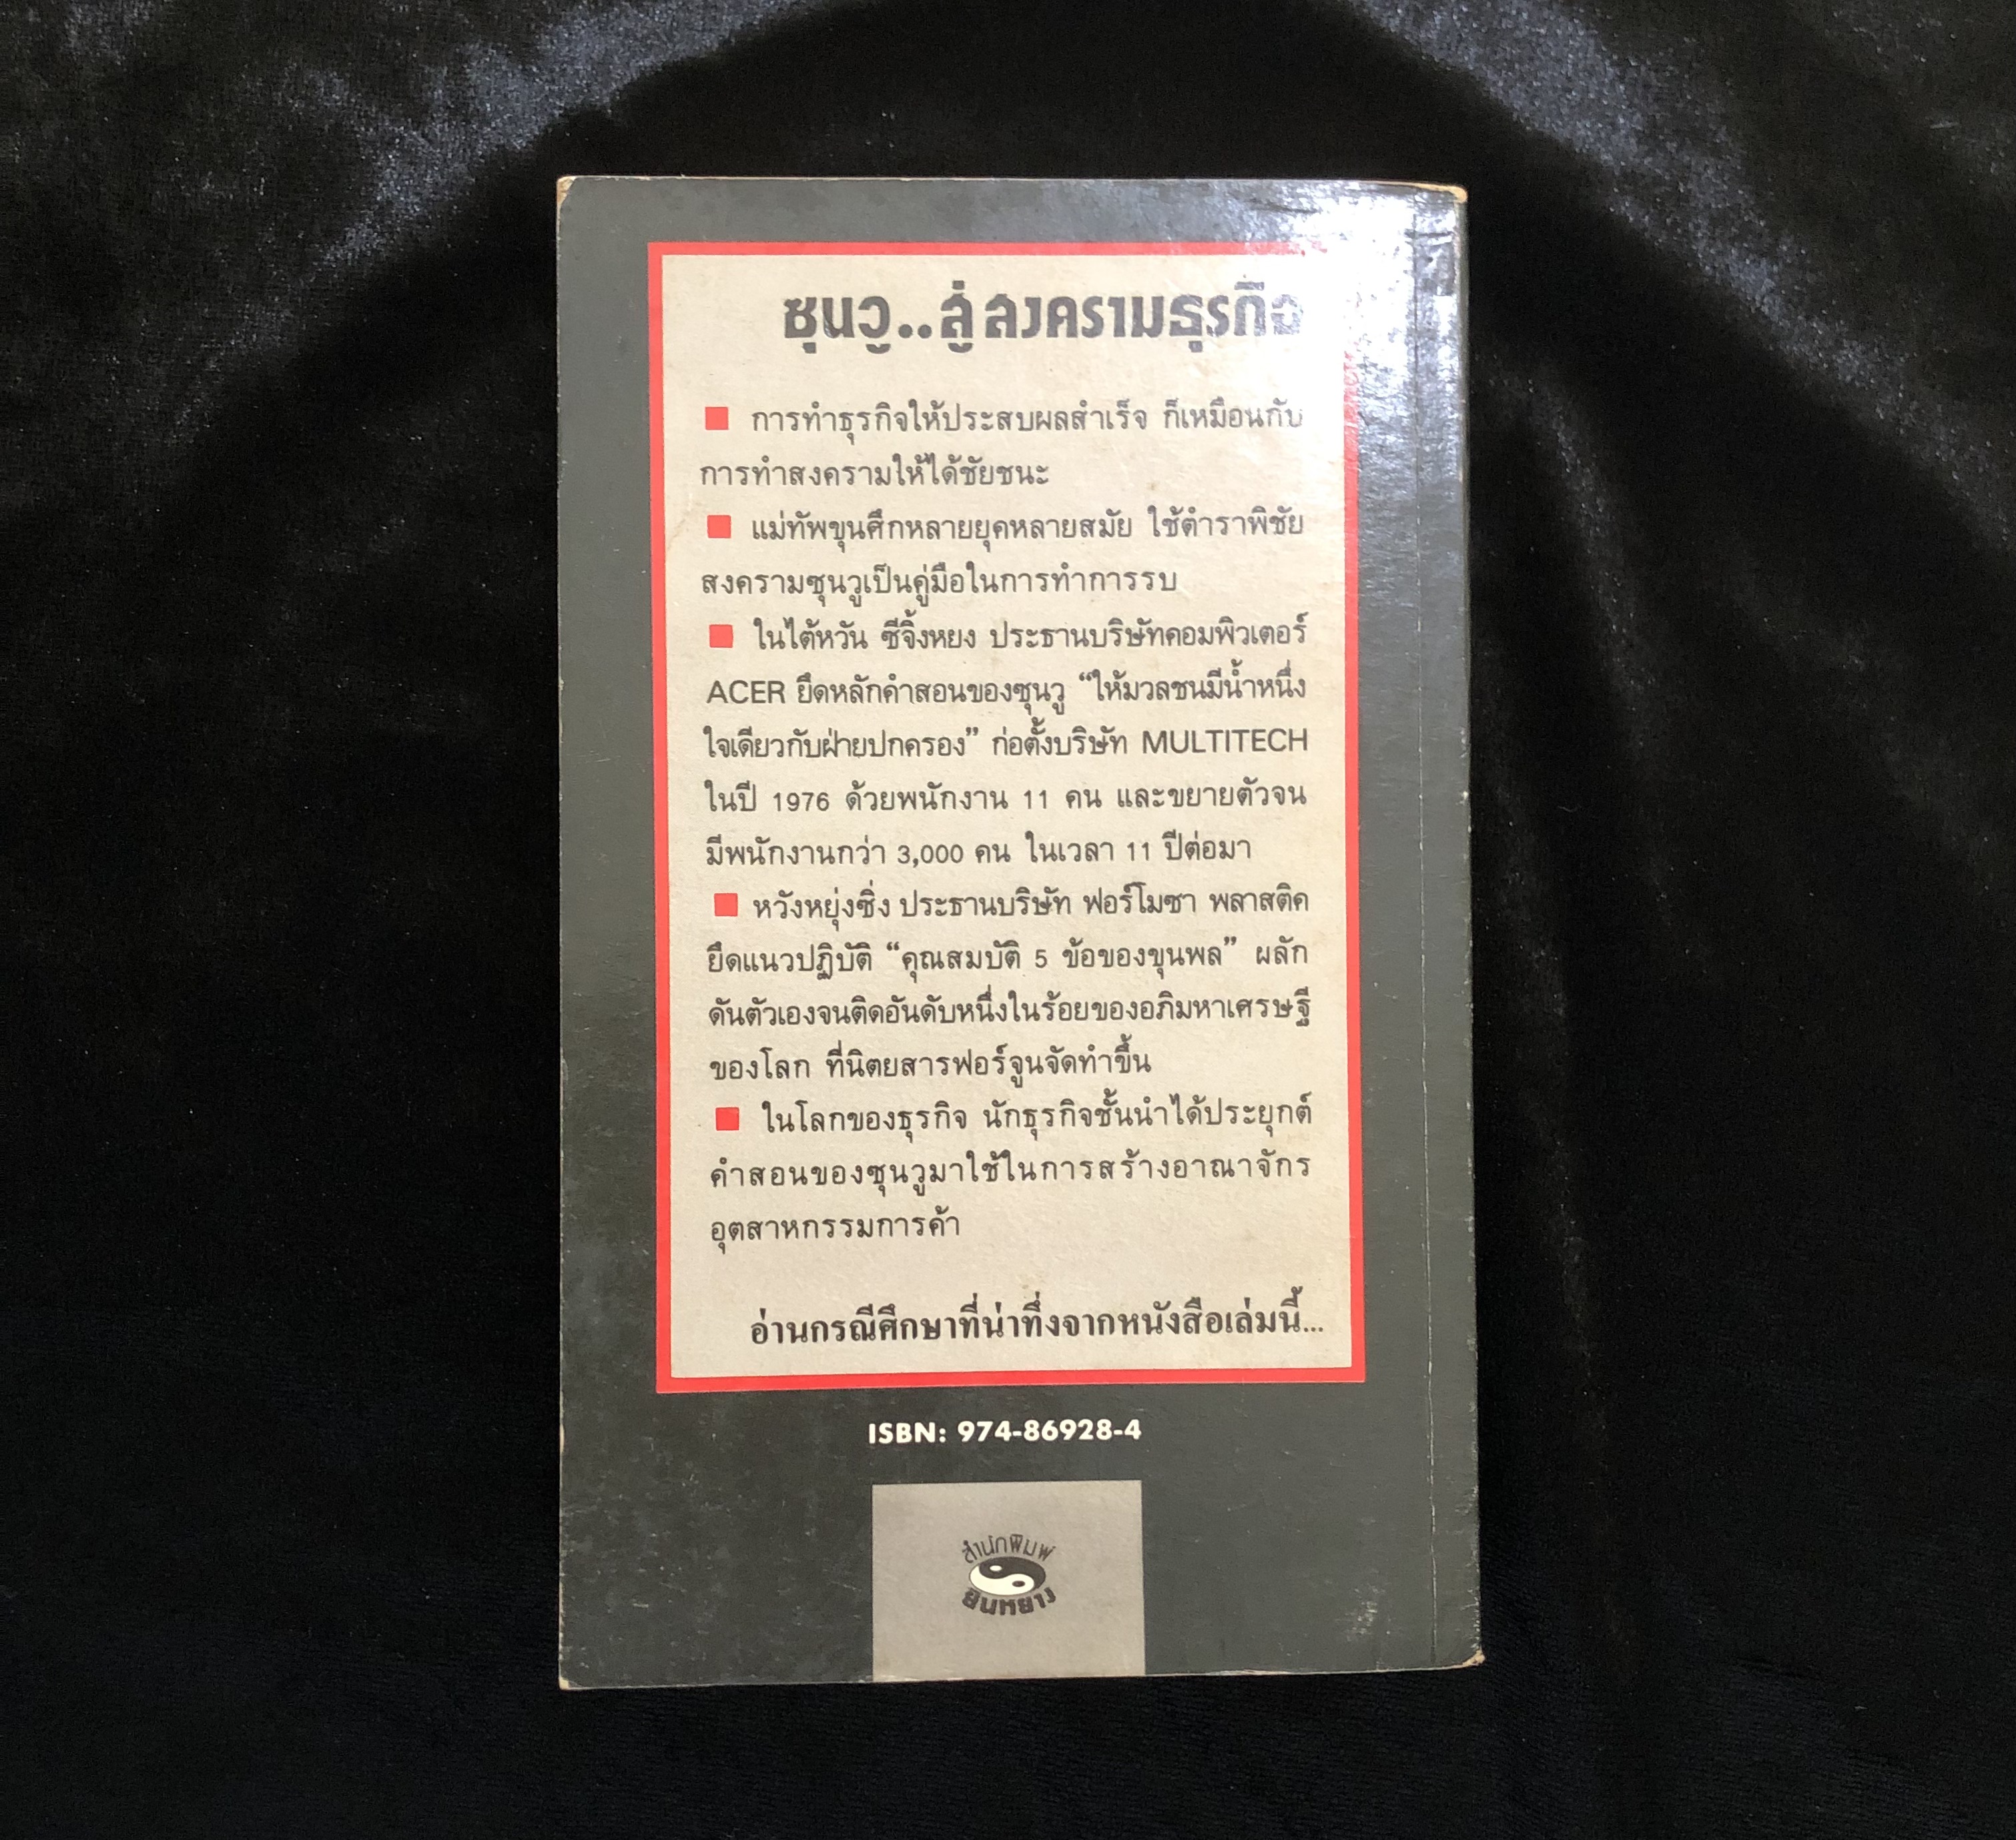 ซุนวู..สู่สงครามธุรกิจ
การทำธุรกิจให้ประสบผลสำเร็จ ก็เหมือนกับ
การทำสงครามให้ได้ชัยชนะ
แม่ทัพขุนศึกหลายยุคหลายสมัย ใช้ตำราพิชัย
สงครามซุนวูเป็นคู่มือในการทำการรบ
ในไต้หวัน ซีจิ้งหยง ประธานบริษัทคอมพิวเตอร์
ACER ยึดหลักคำสอนของซุนวู “ให้มวลชนมีน้ำหนึ่ง
ใจเดียวกับฝ่ายปกครอง” ก่อตั้งบริษัท MULTITECH
ในปี 1976 ด้วยพนักงาน 11 คน และขยายตัวจน
มีพนักงานกว่า 3,000 คน ในเวลา 11 ปีต่อมา
หวังหยุ่งซิ่ง ประธานบริษัท ฟอร์โมซา พลาสติค
ยึดแนวปฏิบัติ “คุณสมบัติ 5 ข้อของขุนพล” ผลัก
ดันตัวเองจนติดอันดับหนึ่งในร้อยของอภิมหาเศรษฐี
ของโลก ที่นิตยสารฟอร์จูนจัดทำขึ้น
ในโลกของธุรกิจ นักธุรกิจชั้นนำได้ประยุกต์
คำสอนของซุนวูมาใช้ในการสร้างอาณาจักร
อุตสาหกรรมการค้า
อ่านกรณีศึกษาที่น่าทึ่งจากหนังสือเล่มนี้...
ISBN: 974-86928-4
สำนักพิมพ์
ยินหยาง